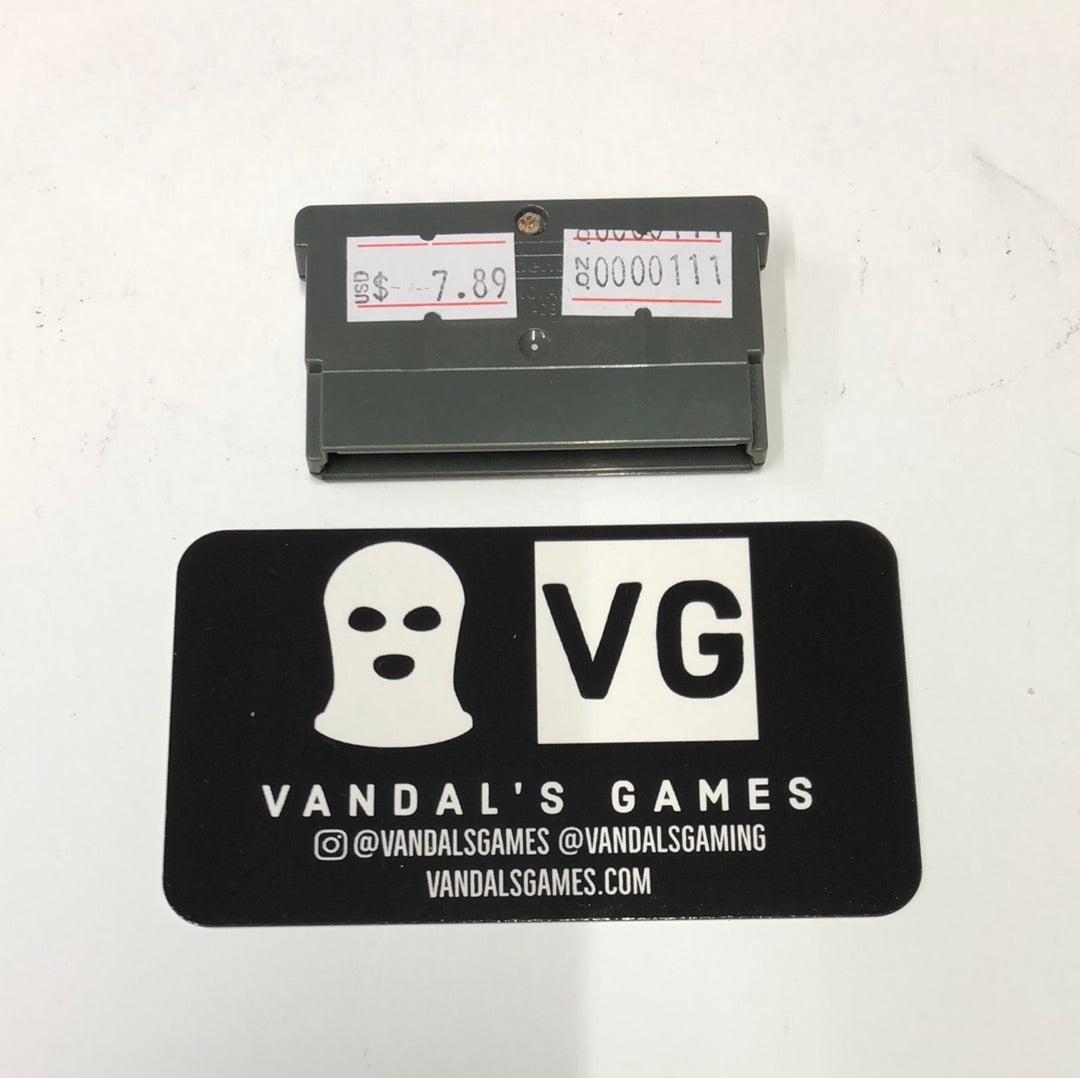 USD $ 7.89
NO.0000111
VG
VANDAL'S GAMES
@VANDALSGAMES @VANDALSGAMING
VANDALSGAMES.COM